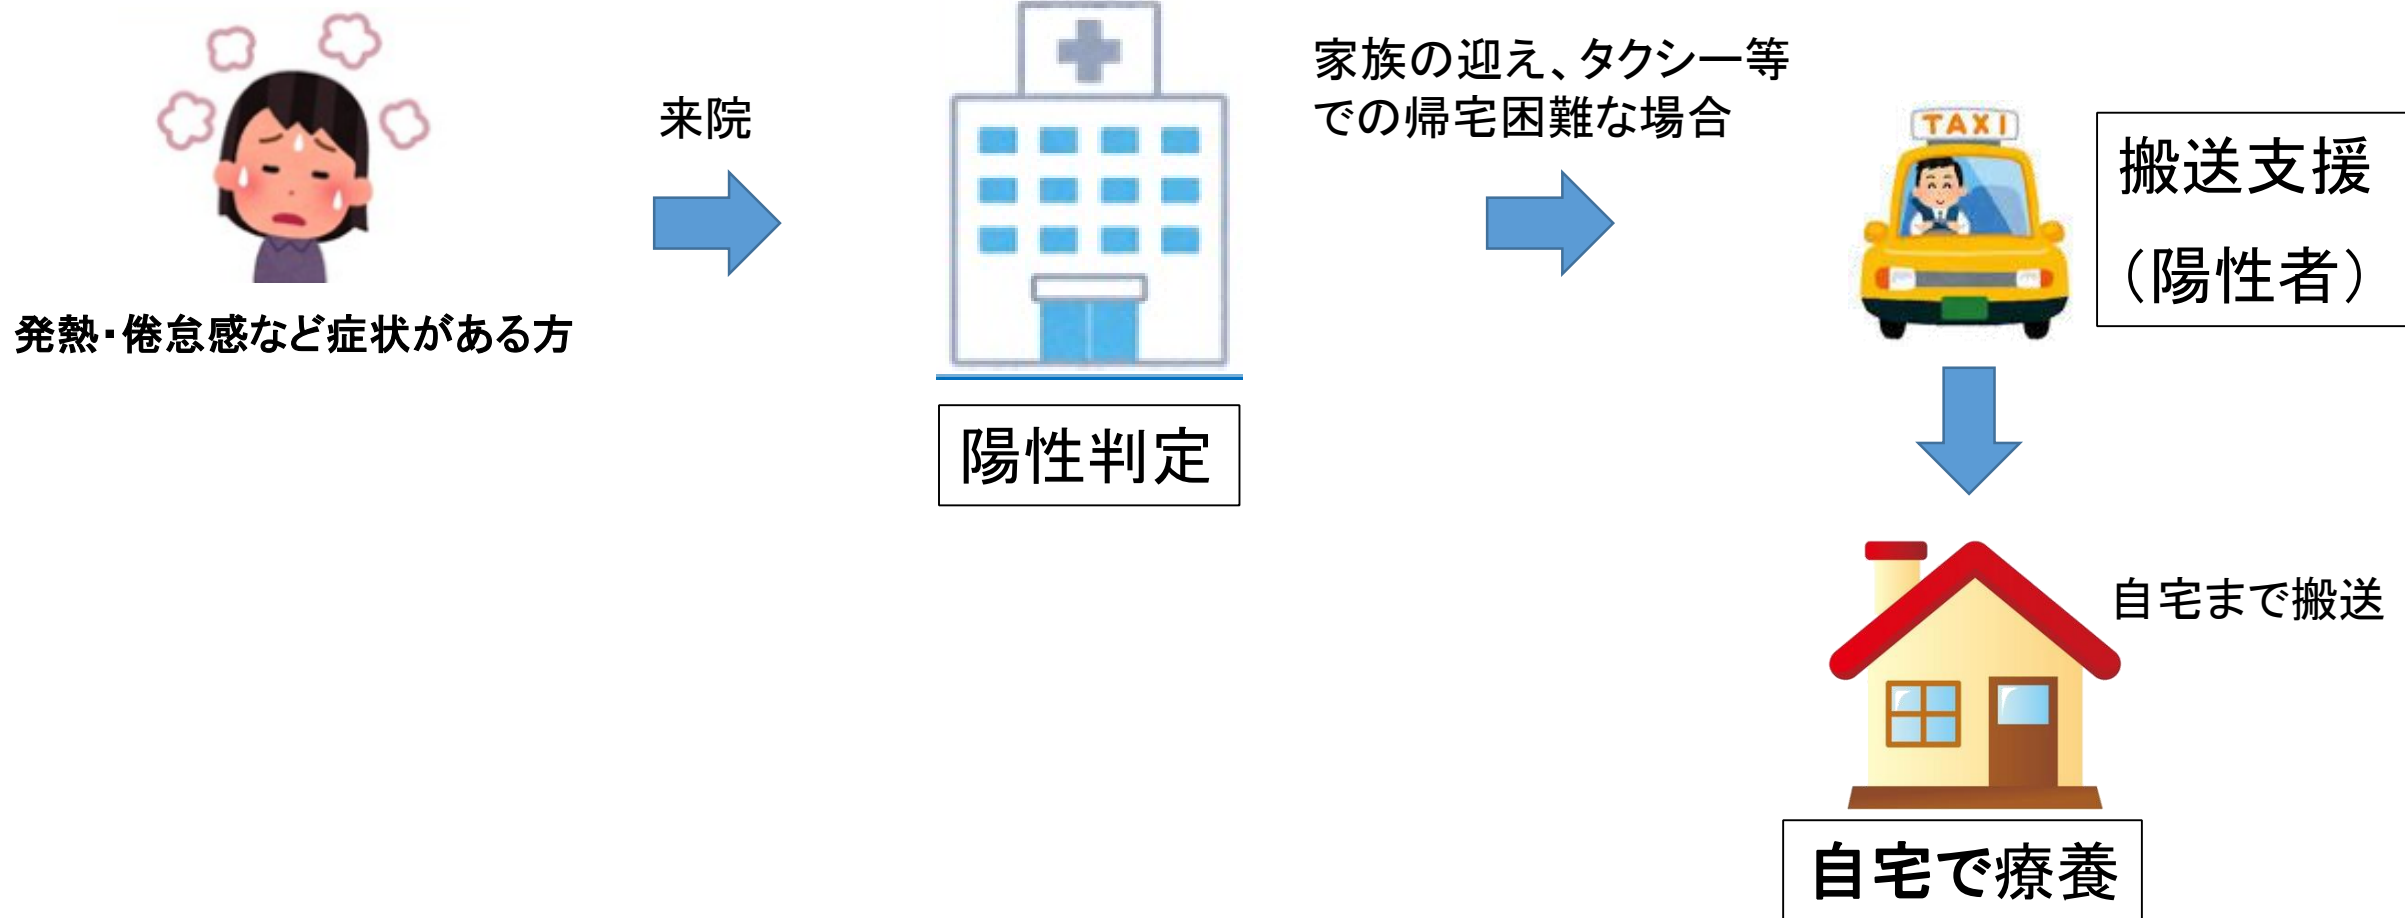 発熱・倦怠感など症状がある方
来院
陽性判定
家族の迎え、タクシー等
での帰宅困難な場合
TAXI
搬送支援
（陽性者）
自宅まで搬送
自宅で療養